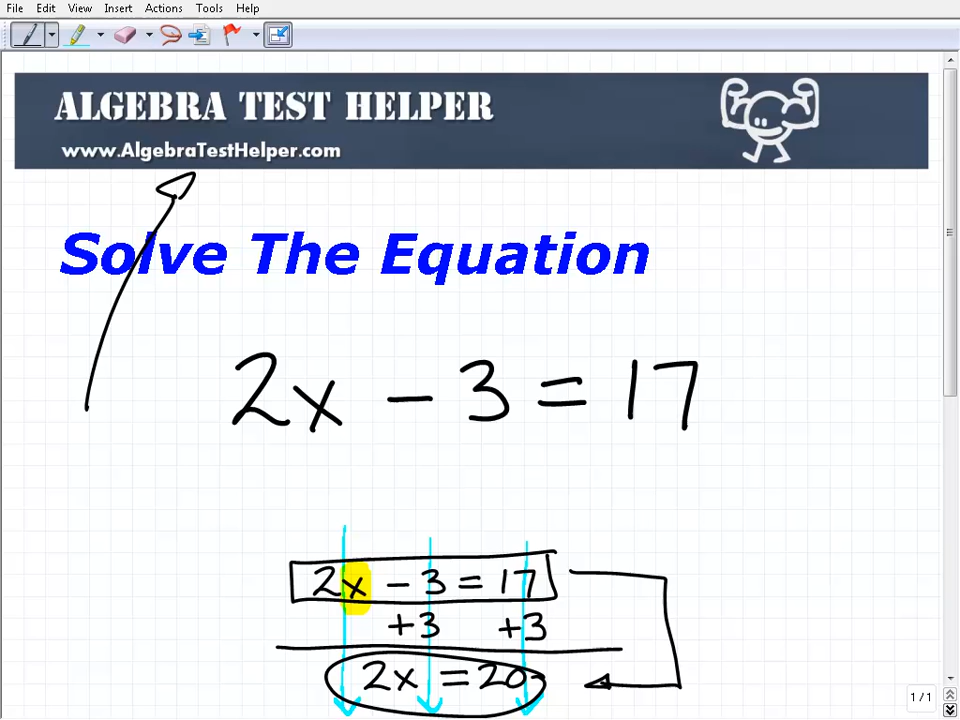 File Edit View Insert Actions Tools Help
ALGEBRA TEST HELPER
www.AlgebraTestHelper.com
Solve The Equation
2x - 3 = 17
2x - 3 = 17
+3 +3
2x = 20
1 / 1